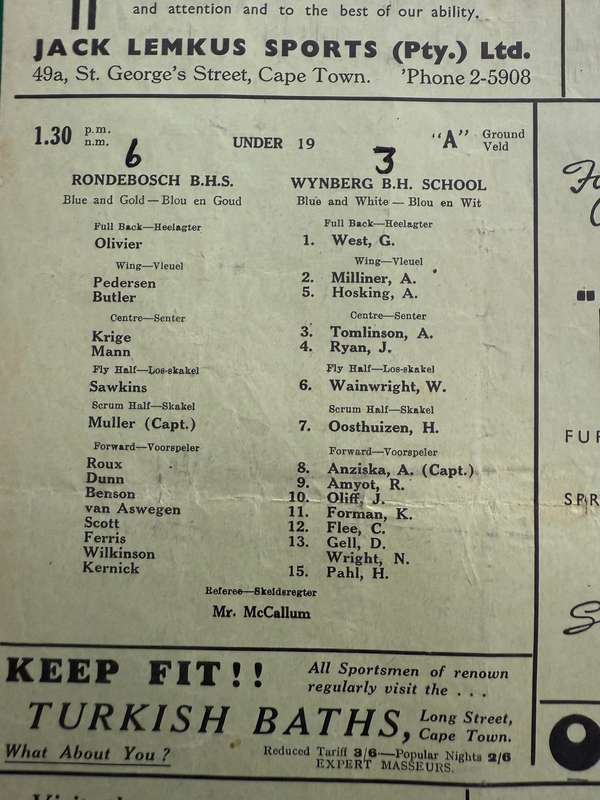 and attention and to the best of our ability.
JACK LEMKUS SPORTS (Pty.) Ltd.
49a, St. George's Street, Cape Town. 'Phone 2-5908
1.30 p.m. n.m. UNDER 19 "A" Ground Veld
6 3
RONDEBOSCH B.H.S. WYNBERG B.H. SCHOOL
Blue and Gold — Blou en Goud Blue and White — Blou en Wit
Full Back—Heelagter
Olivier
Wing—Vleuel
Pedersen
Butler
Centre—Senter
Krige
Mann
Fly Half—Los-skakel
Sawkins
Scrum Half—Skakel
Muller (Capt.)
Forward—Voorspeler
Roux
Dunn
Benson
van Aswegen
Scott
Ferris
Wilkinson
Kernick
Full Back—Heelagter
1. West, G.
Wing—Vleuel
2. Milliner, A.
5. Hosking, A.
Centre—Senter
3. Tomlinson, A.
4. Ryan, J.
Fly Half—Los-skakel
6. Wainwright, W.
Scrum Half—Skakel
7. Oosthuizen, H.
Forward—Voorspeler
8. Anziska, A. (Capt.)
9. Amyot, R.
10. Oliff, J.
11. Forman, K.
12. Flee, C.
13. Gell, D.
Wright, N.
15. Pahl, H.
Referee—Skeidsregter
Mr. McCallum
KEEP FIT!! All Sportsmen of renown
regularly visit the . . .
TURKISH BATHS, Long Street,
Cape Town.
What About You? Reduced Tariff 3/6—Popular Nights 2/6
EXPERT MASSEURS.
FUR
SPR